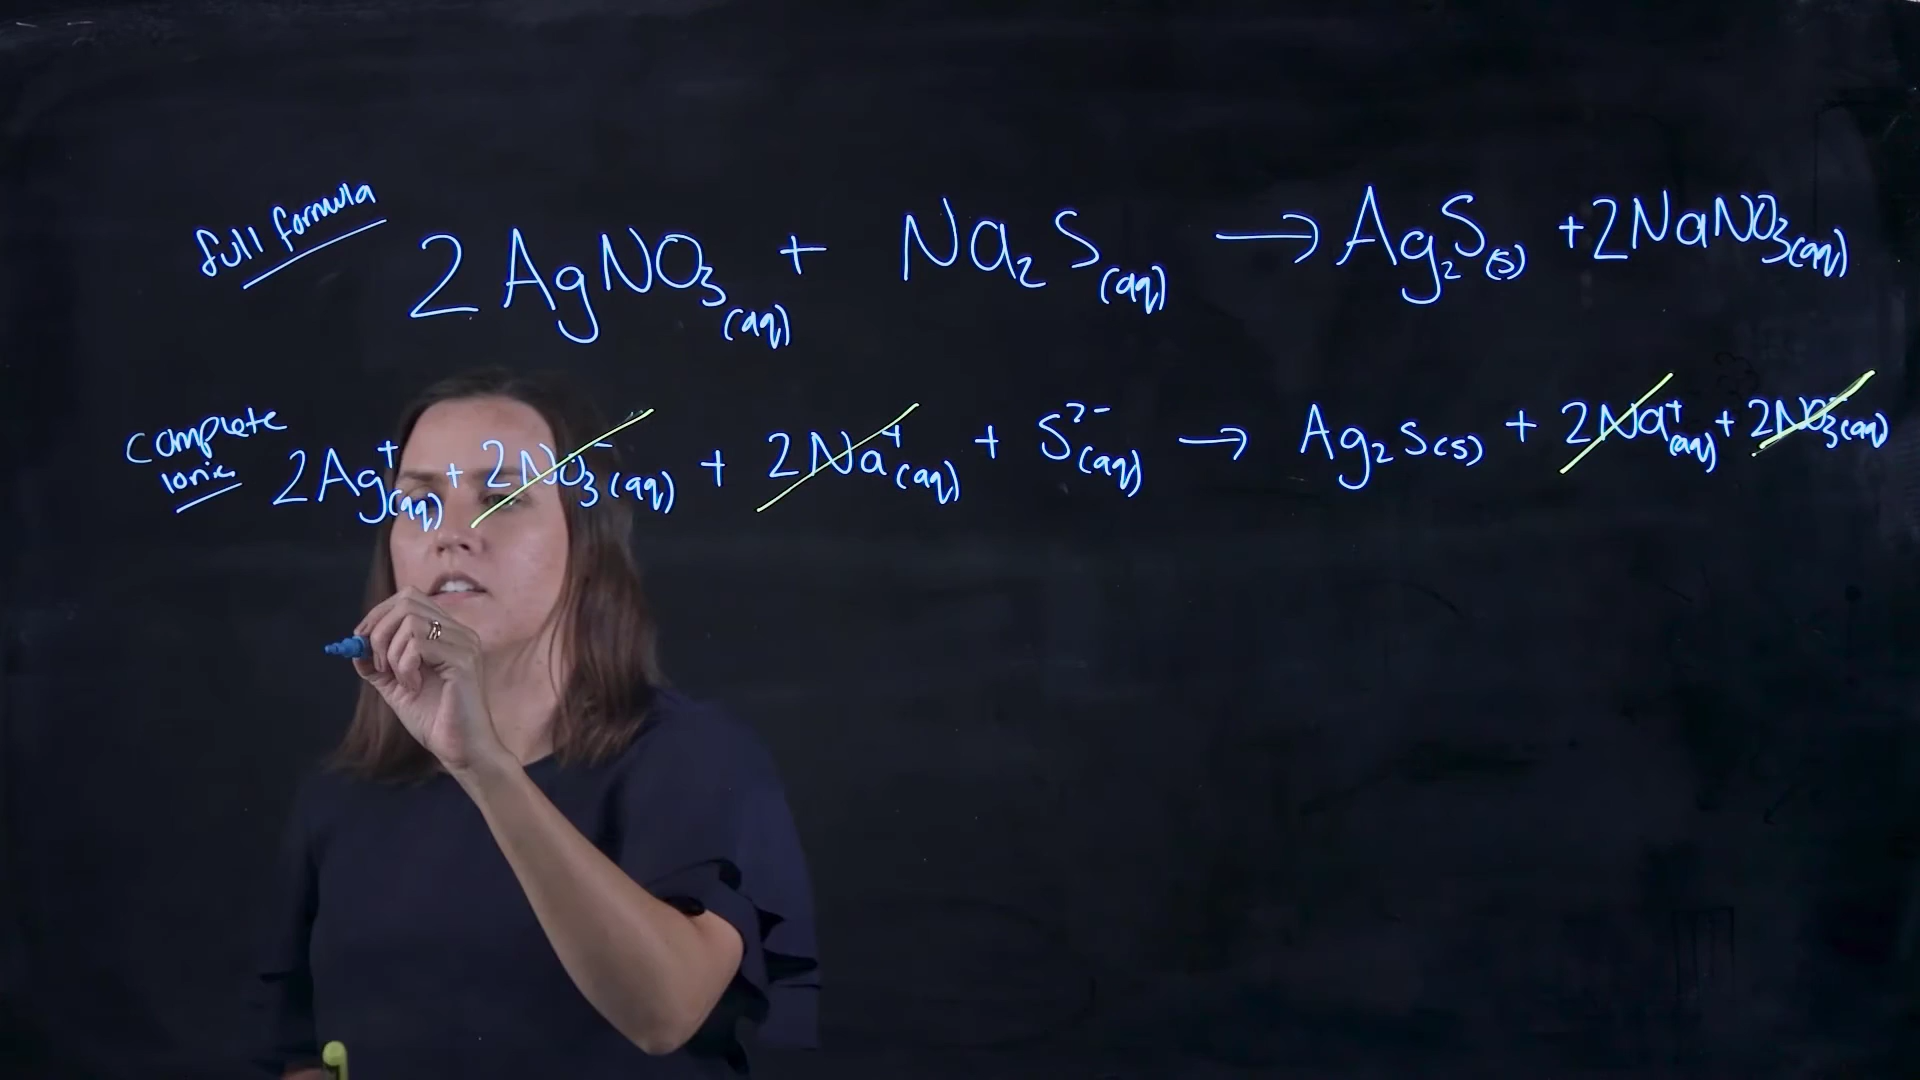 full formula 2AgNO₃(aq) + Na₂S(aq) → Ag₂S(s) + 2NaNO₃(aq)
Complete ionic 2Ag⁺(aq) + 2NO₃⁻(aq) + 2Na⁺(aq) + S²⁻(aq) → Ag₂S(s) + 2Na⁺(aq) + 2NO₃⁻(aq)